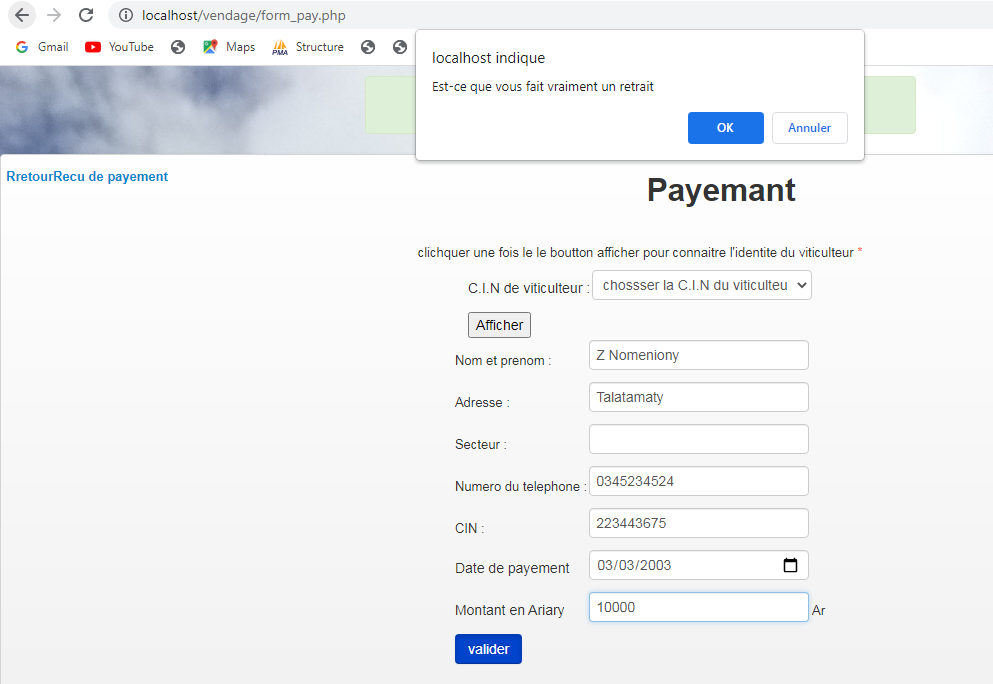 localhost/vendage/form_pay.php
Gmail YouTube Maps PMA Structure
localhost indique
Est-ce que vous fait vraiment un retrait
OK Annuler
RretourRecu de payement
Payemant
clichquer une fois le le boutton afficher pour connaitre l'identite du viticulteur *
C.I.N de viticulteur : chossser la C.I.N du viticulteu
Afficher
Nom et prenom : Z Nomeniony
Adresse : Talatamaty
Secteur :
Numero du telephone : 0345234524
CIN : 223443675
Date de payement 03/03/2003
Montant en Ariary 10000 Ar
valider